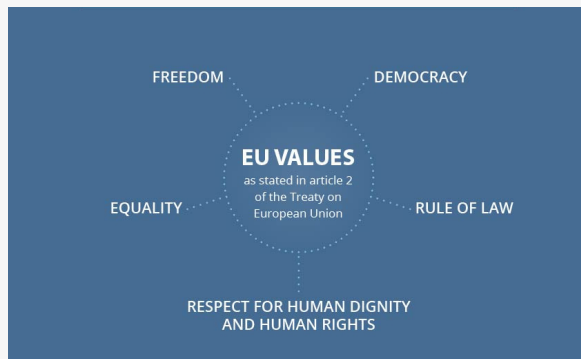 FREEDOM
DEMOCRACY
EU VALUES
as stated in article 2
of the Treaty on
European Union
EQUALITY
RULE OF LAW
RESPECT FOR HUMAN DIGNITY
AND HUMAN RIGHTS